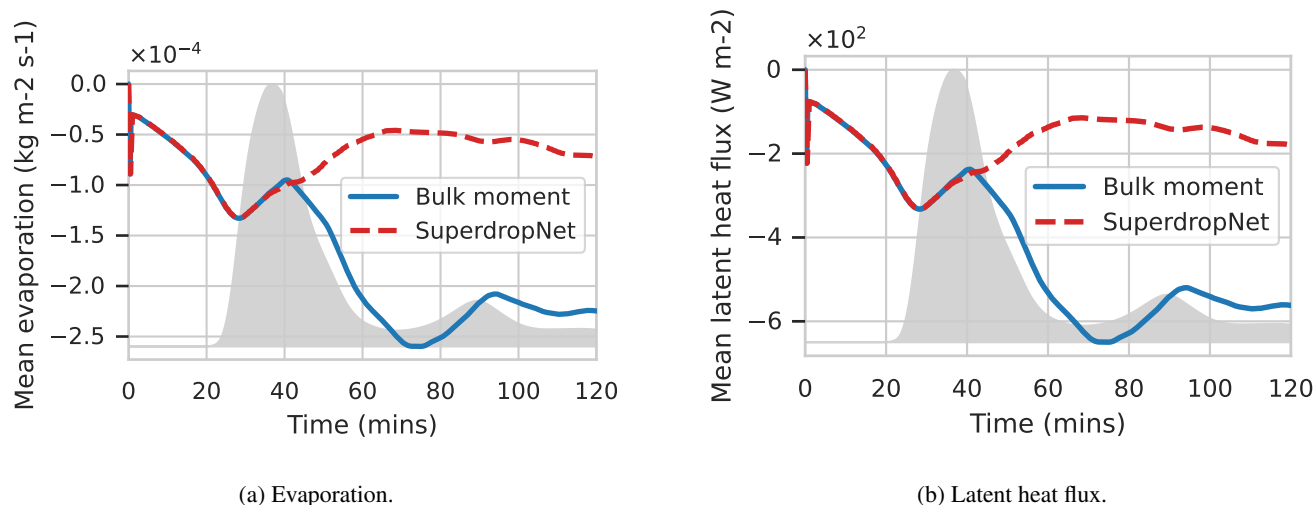 ×10⁻⁴
Mean evaporation (kg m-2 s-1)
0.0
−0.5
−1.0
−1.5
−2.0
−2.5
Bulk moment
SuperdropNet
0 20 40 60 80 100 120
Time (mins)
(a) Evaporation.
×10²
Mean latent heat flux (W m-2)
0
−2
−4
−6
Bulk moment
SuperdropNet
0 20 40 60 80 100 120
Time (mins)
(b) Latent heat flux.